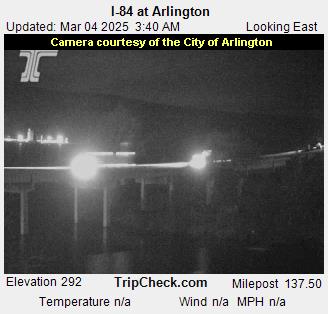 I-84 at Arlington
Updated: Mar 04 2025 3:40 AM Looking East
Camera courtesy of the City of Arlington
Elevation 292 TripCheck.com Milepost 137.50
Temperature n/a Wind n/a MPH n/a